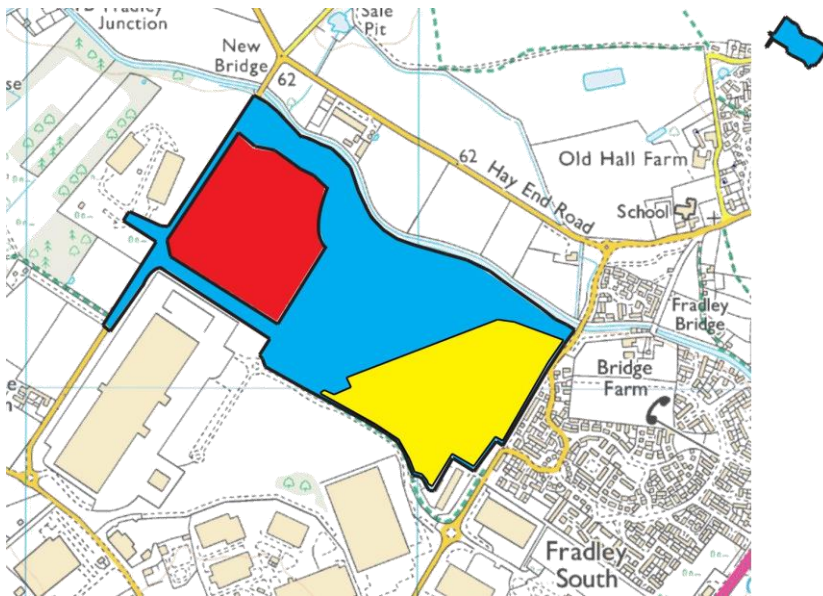 Junction
New
Bridge
62
Sale
Pit
62
Hay End Road
Old Hall Farm
School
Fradley
Bridge
Bridge
Farm
Fradley
South